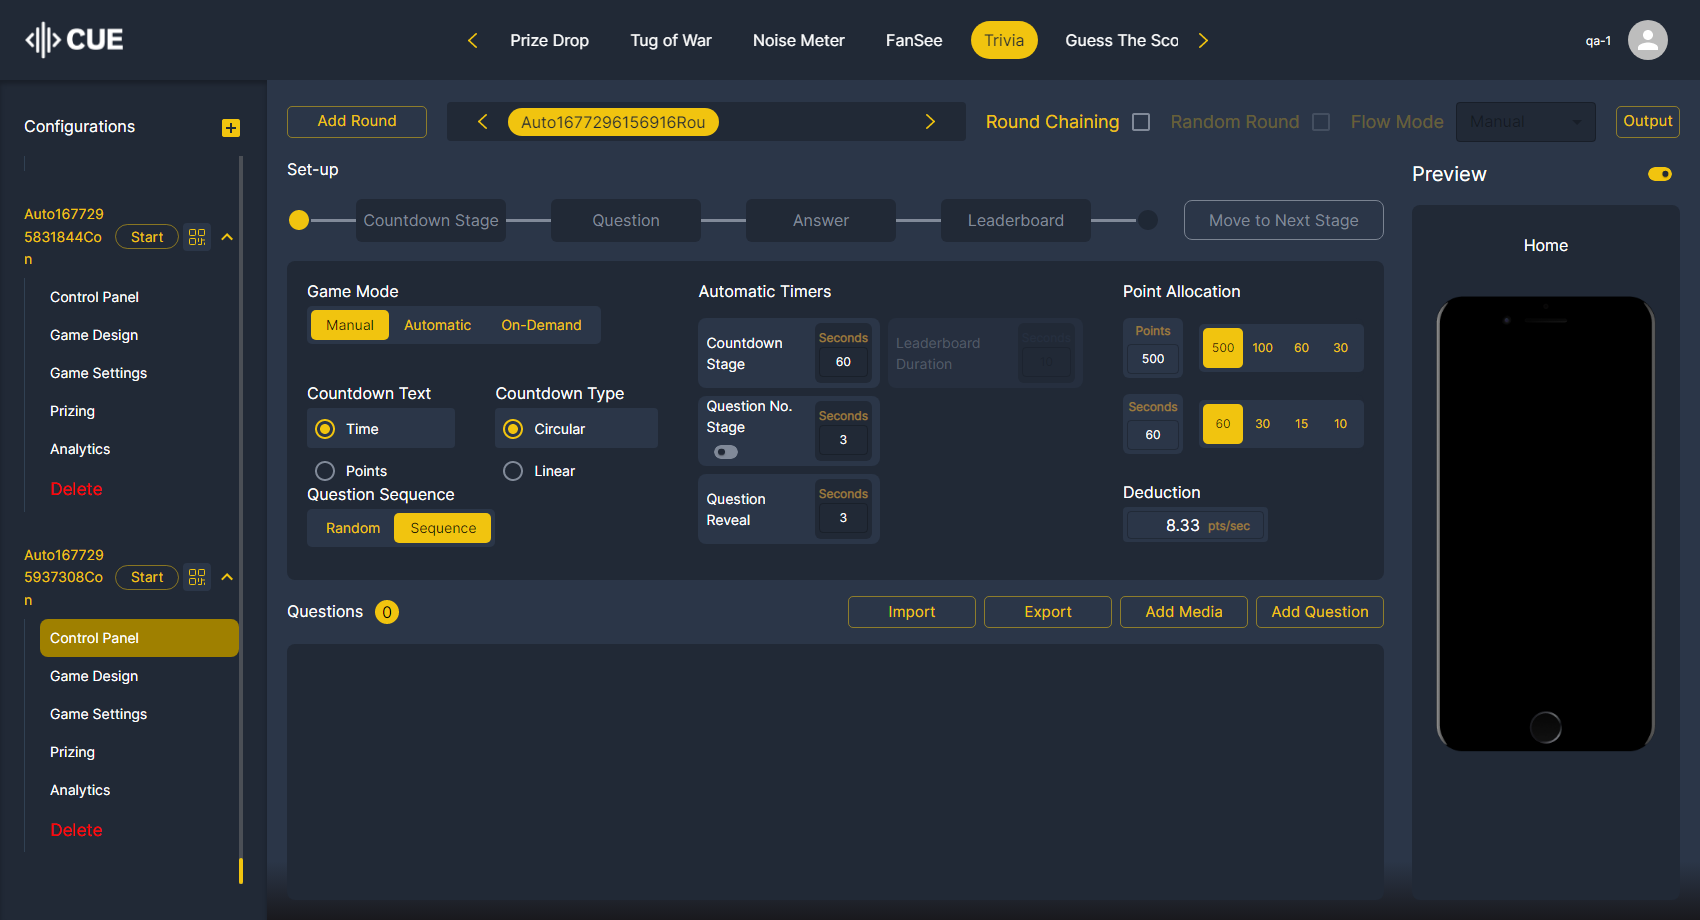 CUE
Prize Drop
Tug of War
Noise Meter
FanSee
Trivia
Guess The Sco
qa-1
Configurations
Auto167729
5831844Co
n
Start
Control Panel
Game Design
Game Settings
Prizing
Analytics
Delete
Auto167729
5937308Co
n
Start
Control Panel
Game Design
Game Settings
Prizing
Analytics
Delete
Add Round
Auto1677296156916Rou
Round Chaining
Random Round
Flow Mode
Manual
Output
Set-up
Countdown Stage
Question
Answer
Leaderboard
Move to Next Stage
Game Mode
Manual
Automatic
On-Demand
Countdown Text
Time
Points
Countdown Type
Circular
Linear
Question Sequence
Random
Sequence
Automatic Timers
Countdown
Stage
Seconds
60
Leaderboard
Duration
Seconds
Question No.
Stage
Seconds
3
Question
Reveal
Seconds
3
Point Allocation
Points
500
500
100
60
30
Seconds
60
60
30
15
10
Deduction
8.33 pts/sec
Questions 0
Import
Export
Add Media
Add Question
Preview
Home